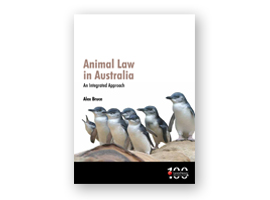 Animal Law
in Australia
An Integrated Approach
Alex Bruce
100